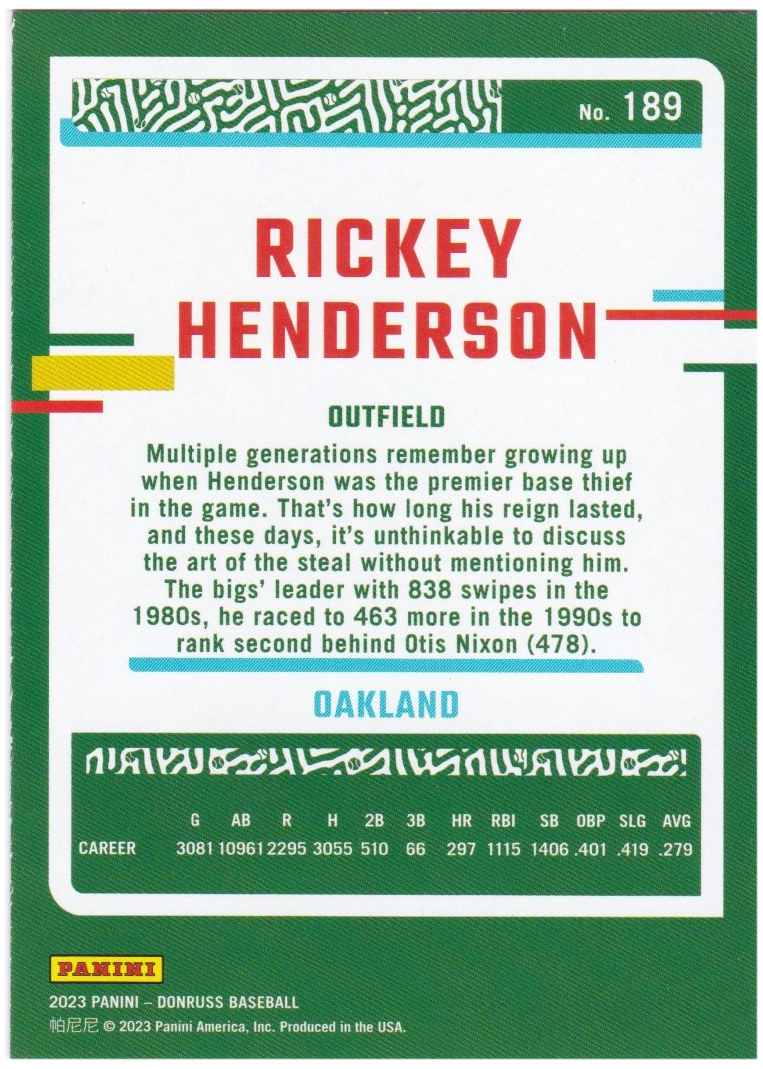 No. 189
RICKEY
HENDERSON
OUTFIELD
Multiple generations remember growing up
when Henderson was the premier base thief
in the game. That's how long his reign lasted,
and these days, it's unthinkable to discuss
the art of the steal without mentioning him.
The bigs' leader with 838 swipes in the
1980s, he raced to 463 more in the 1990s to
rank second behind Otis Nixon (478).
OAKLAND
G AB R H 2B 3B HR RBI SB OBP SLG AVG
CAREER 3081 10961 2295 3055 510 66 297 1115 1406 .401 .419 .279
PANINI
2023 PANINI – DONRUSS BASEBALL
帕尼尼 © 2023 Panini America, Inc. Produced in the USA.